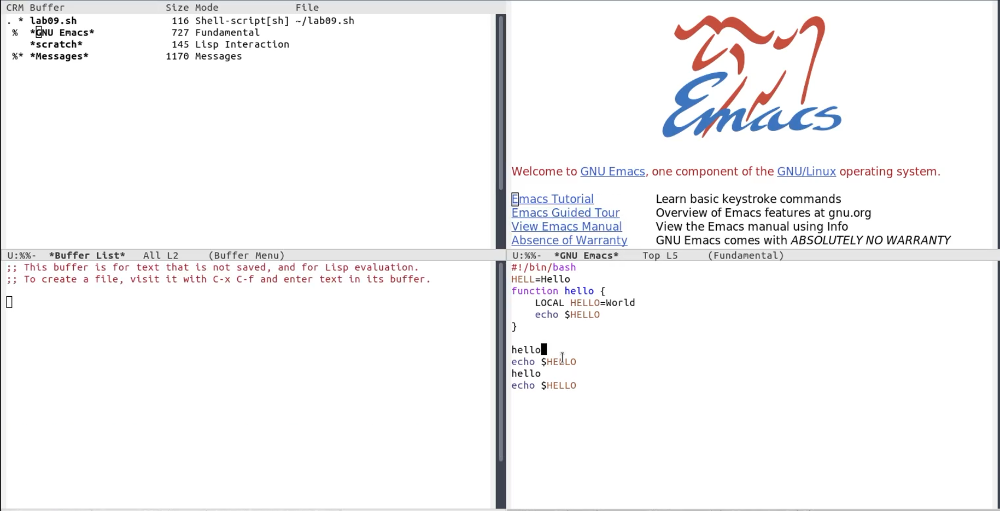 CRM Buffer Size Mode File
. * lab09.sh 116 Shell-script[sh] ~/lab09.sh
% *GNU Emacs* 727 Fundamental
*scratch* 145 Lisp Interaction
%* *Messages* 1170 Messages
U:%%- *Buffer List* All L2 (Buffer Menu)
Emacs
Welcome to GNU Emacs, one component of the GNU/Linux operating system.
Emacs Tutorial Learn basic keystroke commands
Emacs Guided Tour Overview of Emacs features at gnu.org
View Emacs Manual View the Emacs manual using Info
Absence of Warranty GNU Emacs comes with ABSOLUTELY NO WARRANTY
U:%%- *GNU Emacs* Top L5 (Fundamental)
;; This buffer is for text that is not saved, and for Lisp evaluation.
;; To create a file, visit it with C-x C-f and enter text in its buffer.
#!/bin/bash
HELL=Hello
function hello {
LOCAL HELLO=World
echo $HELLO
}
hello
echo $HELLO
hello
echo $HELLO